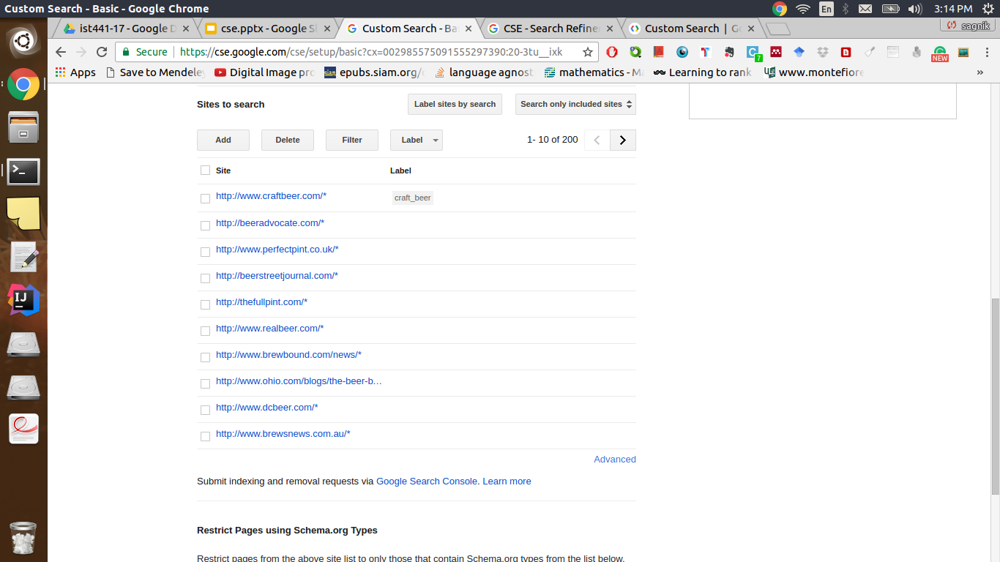 Custom Search - Basic - Google Chrome
En
3:14 PM
ist441-17 - Google D
cse.pptx - Google Sl
Custom Search - Ba
CSE - Search Refine
Custom Search | Go
sagnik
Secure
https://cse.google.com/cse/setup/basic?cx=002985575091555297390:20-3tu__ixk
7
NEW
Apps
Save to Mendeley
Digital Image pro
epubs.siam.org/
language agnost
mathematics - Ma
Learning to rank
www.montefiore
»
Sites to search
Label sites by search
Search only included sites
Add
Delete
Filter
Label
1- 10 of 200
Site
Label
http://www.craftbeer.com/*
craft_beer
http://beeradvocate.com/*
http://www.perfectpint.co.uk/*
http://beerstreetjournal.com/*
http://thefullpint.com/*
http://www.realbeer.com/*
http://www.brewbound.com/news/*
http://www.ohio.com/blogs/the-beer-b…
http://www.dcbeer.com/*
http://www.brewsnews.com.au/*
Advanced
Submit indexing and removal requests via Google Search Console. Learn more
Restrict Pages using Schema.org Types
Restrict pages from the above site list to only those that contain Schema.org types from the list below.
IJ